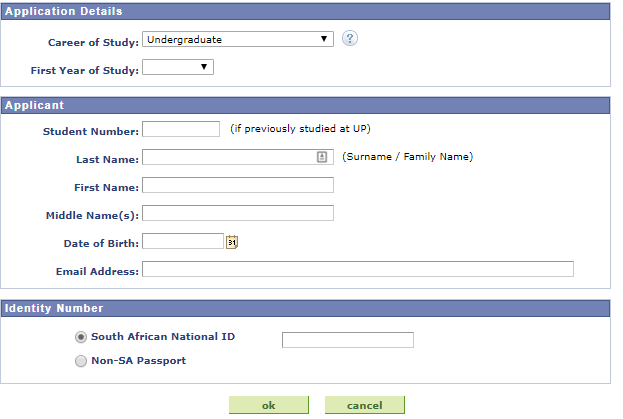 Application Details
Career of Study: Undergraduate ?
First Year of Study:
Applicant
Student Number: (if previously studied at UP)
Last Name: (Surname / Family Name)
First Name:
Middle Name(s):
Date of Birth: 31
Email Address:
Identity Number
South African National ID
Non-SA Passport
ok cancel